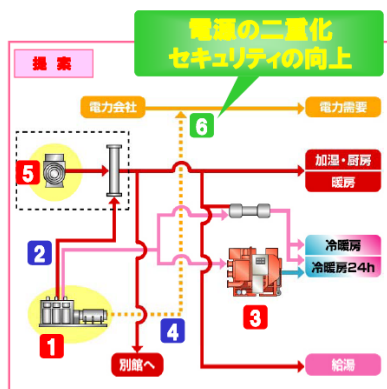 電源の二重化
セキュリティの向上
提 案
電力会社
電力需要
6
5
加湿・厨房
暖房
2
冷暖房
冷暖房24h
3
1
4
別館へ
給湯